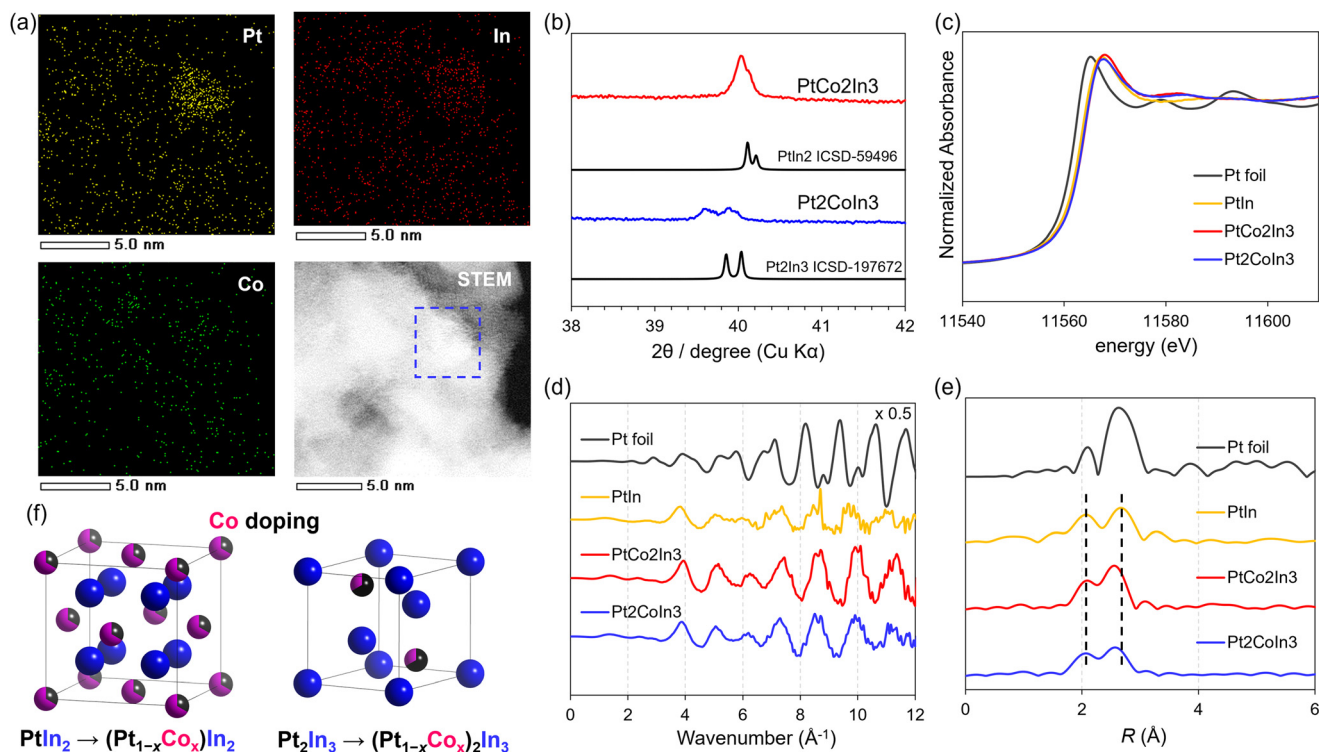 (a)
Pt
In
5.0 nm
5.0 nm
Co
STEM
5.0 nm
5.0 nm
(b)
PtCo2In3
PtIn2 ICSD-59496
Pt2CoIn3
Pt2In3 ICSD-197672
38 39 40 41 42
2θ / degree (Cu Kα)
(c)
Normalized Absorbance
Pt foil
PtIn
PtCo2In3
Pt2CoIn3
11540 11560 11580 11600
energy (eV)
(d)
x 0.5
Pt foil
PtIn
PtCo2In3
Pt2CoIn3
0 2 4 6 8 10 12
Wavenumber (Å⁻¹)
(e)
Pt foil
PtIn
PtCo2In3
Pt2CoIn3
0 2 4 6
R (Å)
(f)
Co doping
PtIn₂ → (Pt₁₋ₓCoₓ)In₂
Pt₂In₃ → (Pt₁₋ₓCoₓ)₂In₃